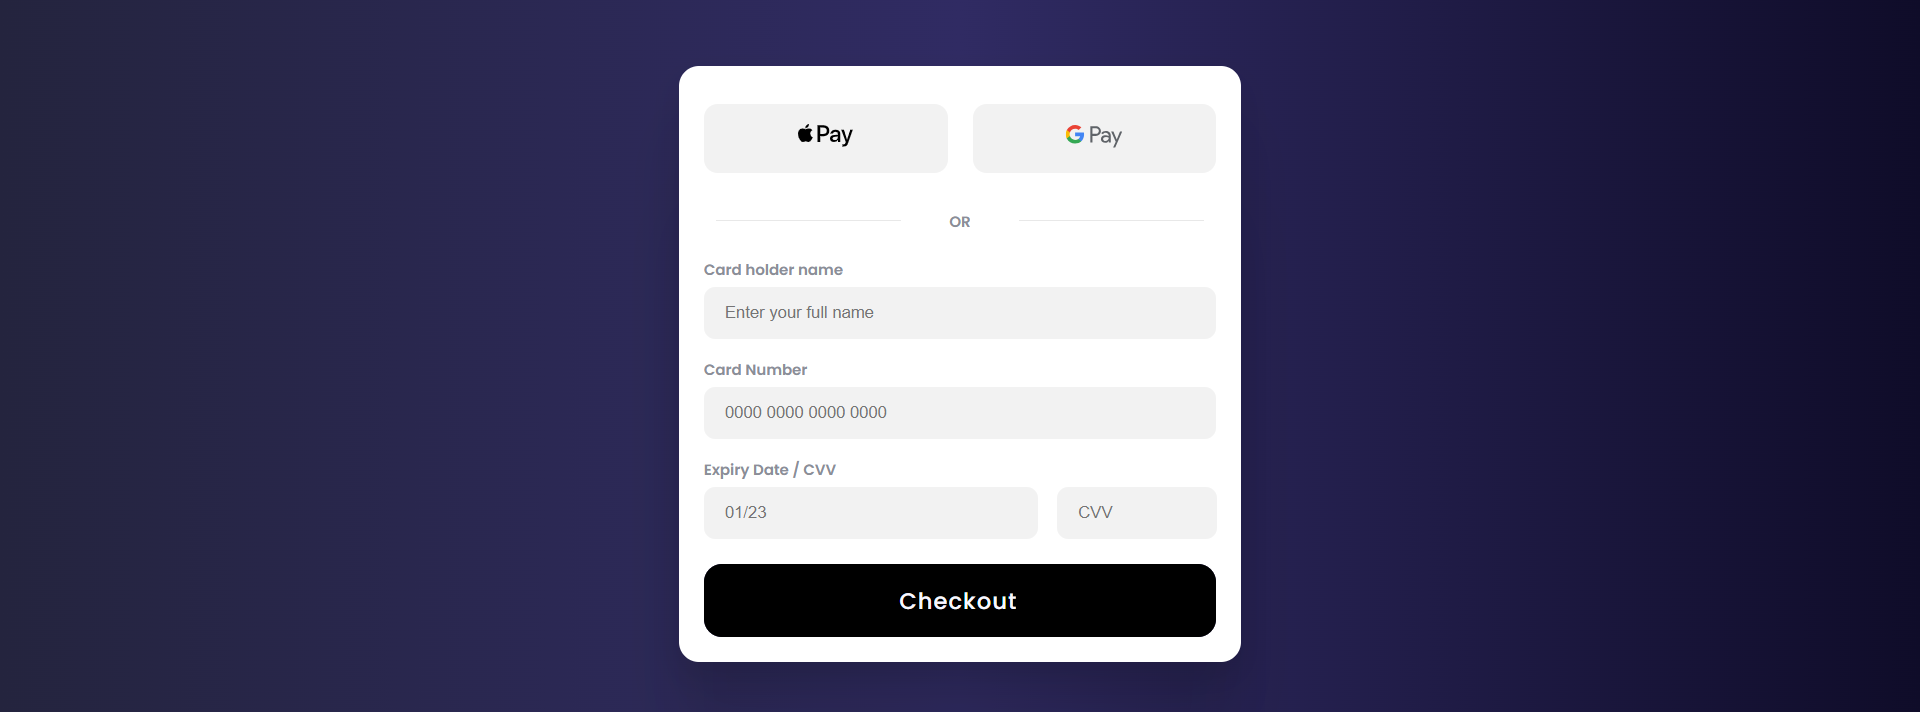 Pay
G Pay
OR
Card holder name
Enter your full name
Card Number
0000 0000 0000 0000
Expiry Date / CVV
01/23
CVV
Checkout